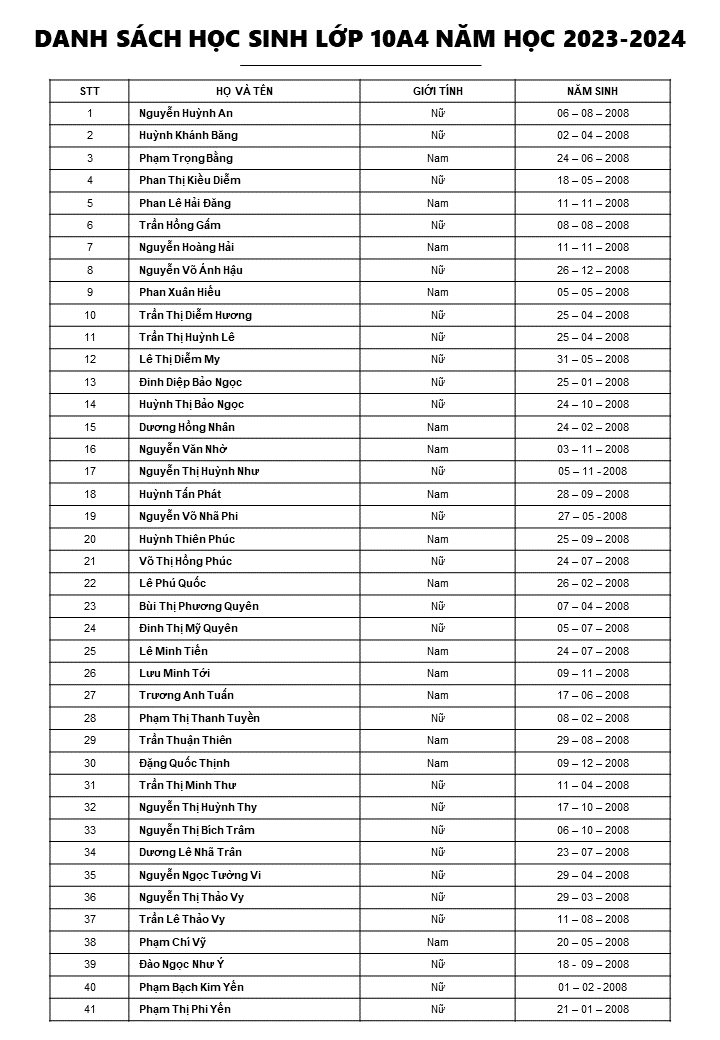 DANH SÁCH HỌC SINH LỚP 10A4 NĂM HỌC 2023-2024
STT HỌ VÀ TÊN GIỚI TÍNH NĂM SINH
1 Nguyễn Huỳnh An Nữ 06 – 08 – 2008
2 Huỳnh Khánh Băng Nữ 02 – 04 – 2008
3 Phạm Trọng Bằng Nam 24 – 06 – 2008
4 Phan Thị Kiều Diễm Nữ 18 – 05 – 2008
5 Phan Lê Hải Đăng Nam 11 – 11 – 2008
6 Trần Hồng Gấm Nữ 08 – 08 – 2008
7 Nguyễn Hoàng Hải Nam 11 – 11 – 2008
8 Nguyễn Võ Ánh Hậu Nữ 26 – 12 – 2008
9 Phan Xuân Hiếu Nam 05 – 05 – 2008
10 Trần Thị Diễm Hương Nữ 25 – 04 – 2008
11 Trần Thị Huỳnh Lê Nữ 25 – 04 – 2008
12 Lê Thị Diễm My Nữ 31 – 05 – 2008
13 Đinh Diệp Bảo Ngọc Nữ 25 – 01 – 2008
14 Huỳnh Thị Bảo Ngọc Nữ 24 – 10 – 2008
15 Dương Hồng Nhân Nam 24 – 02 – 2008
16 Nguyễn Văn Nhờ Nam 03 – 11 – 2008
17 Nguyễn Thị Huỳnh Như Nữ 05 – 11 - 2008
18 Huỳnh Tấn Phát Nam 28 – 09 – 2008
19 Nguyễn Võ Nhã Phi Nữ 27 – 05 - 2008
20 Huỳnh Thiên Phúc Nam 25 – 09 – 2008
21 Võ Thị Hồng Phúc Nữ 24 – 07 – 2008
22 Lê Phú Quốc Nam 26 – 02 – 2008
23 Bùi Thị Phương Quyên Nữ 07 – 04 – 2008
24 Đinh Thị Mỹ Quyên Nữ 05 – 07 – 2008
25 Lê Minh Tiến Nam 24 – 07 – 2008
26 Lưu Minh Tới Nam 09 – 11 – 2008
27 Trương Anh Tuấn Nam 17 – 06 – 2008
28 Phạm Thị Thanh Tuyền Nữ 08 – 02 – 2008
29 Trần Thuận Thiên Nam 29 – 08 – 2008
30 Đặng Quốc Thịnh Nam 09 – 12 – 2008
31 Trần Thị Minh Thư Nữ 11 – 04 – 2008
32 Nguyễn Thị Huỳnh Thy Nữ 17 – 10 – 2008
33 Nguyễn Thị Bích Trâm Nữ 06 – 10 – 2008
34 Dương Lê Nhã Trân Nữ 23 – 07 – 2008
35 Nguyễn Ngọc Tường Vi Nữ 29 – 04 – 2008
36 Nguyễn Thị Thảo Vy Nữ 29 – 03 – 2008
37 Trần Lê Thảo Vy Nữ 11 – 08 – 2008
38 Phạm Chí Vỹ Nam 20 – 05 – 2008
39 Đào Ngọc Như Ý Nữ 18 - 09 – 2008
40 Phạm Bạch Kim Yến Nữ 01 – 02 - 2008
41 Phạm Thị Phi Yến Nữ 21 – 01 – 2008